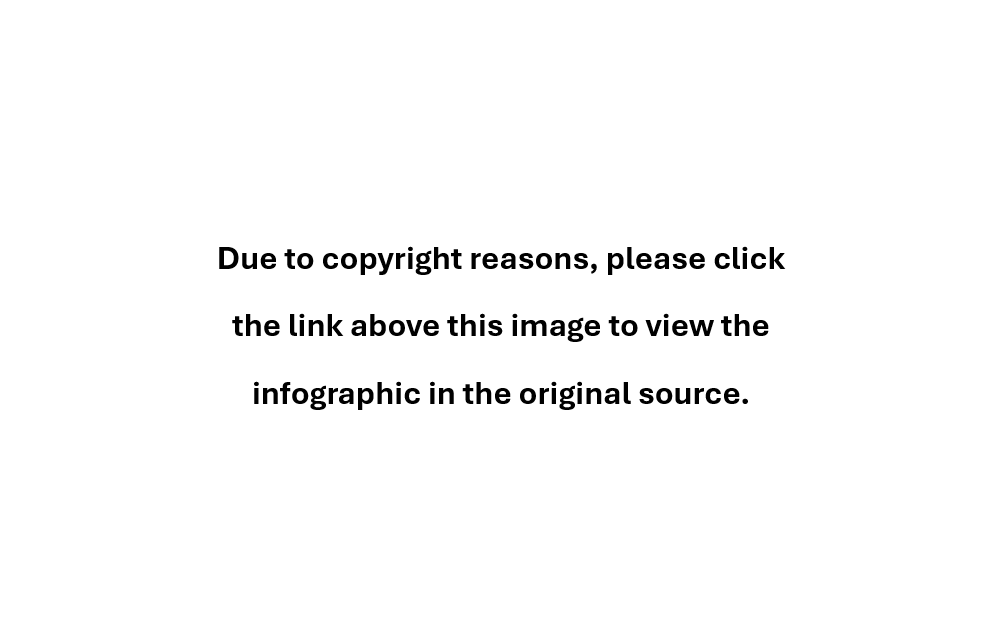 Due to copyright reasons, please click
the link above this image to view the
infographic in the original source.